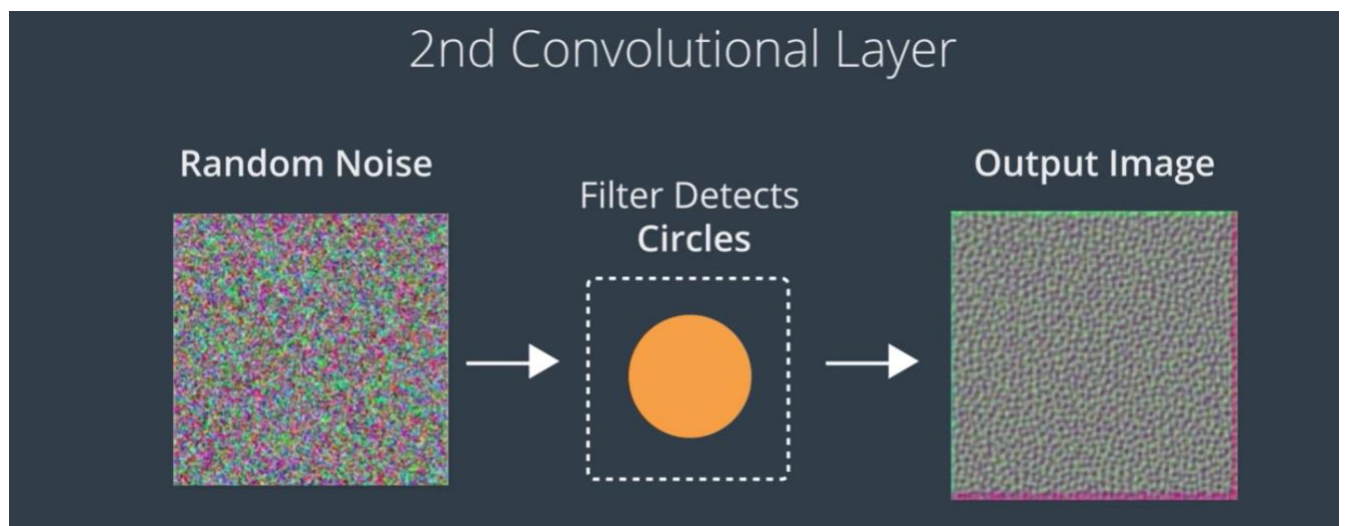 2nd Convolutional Layer
Random Noise
Filter Detects
Circles
Output Image